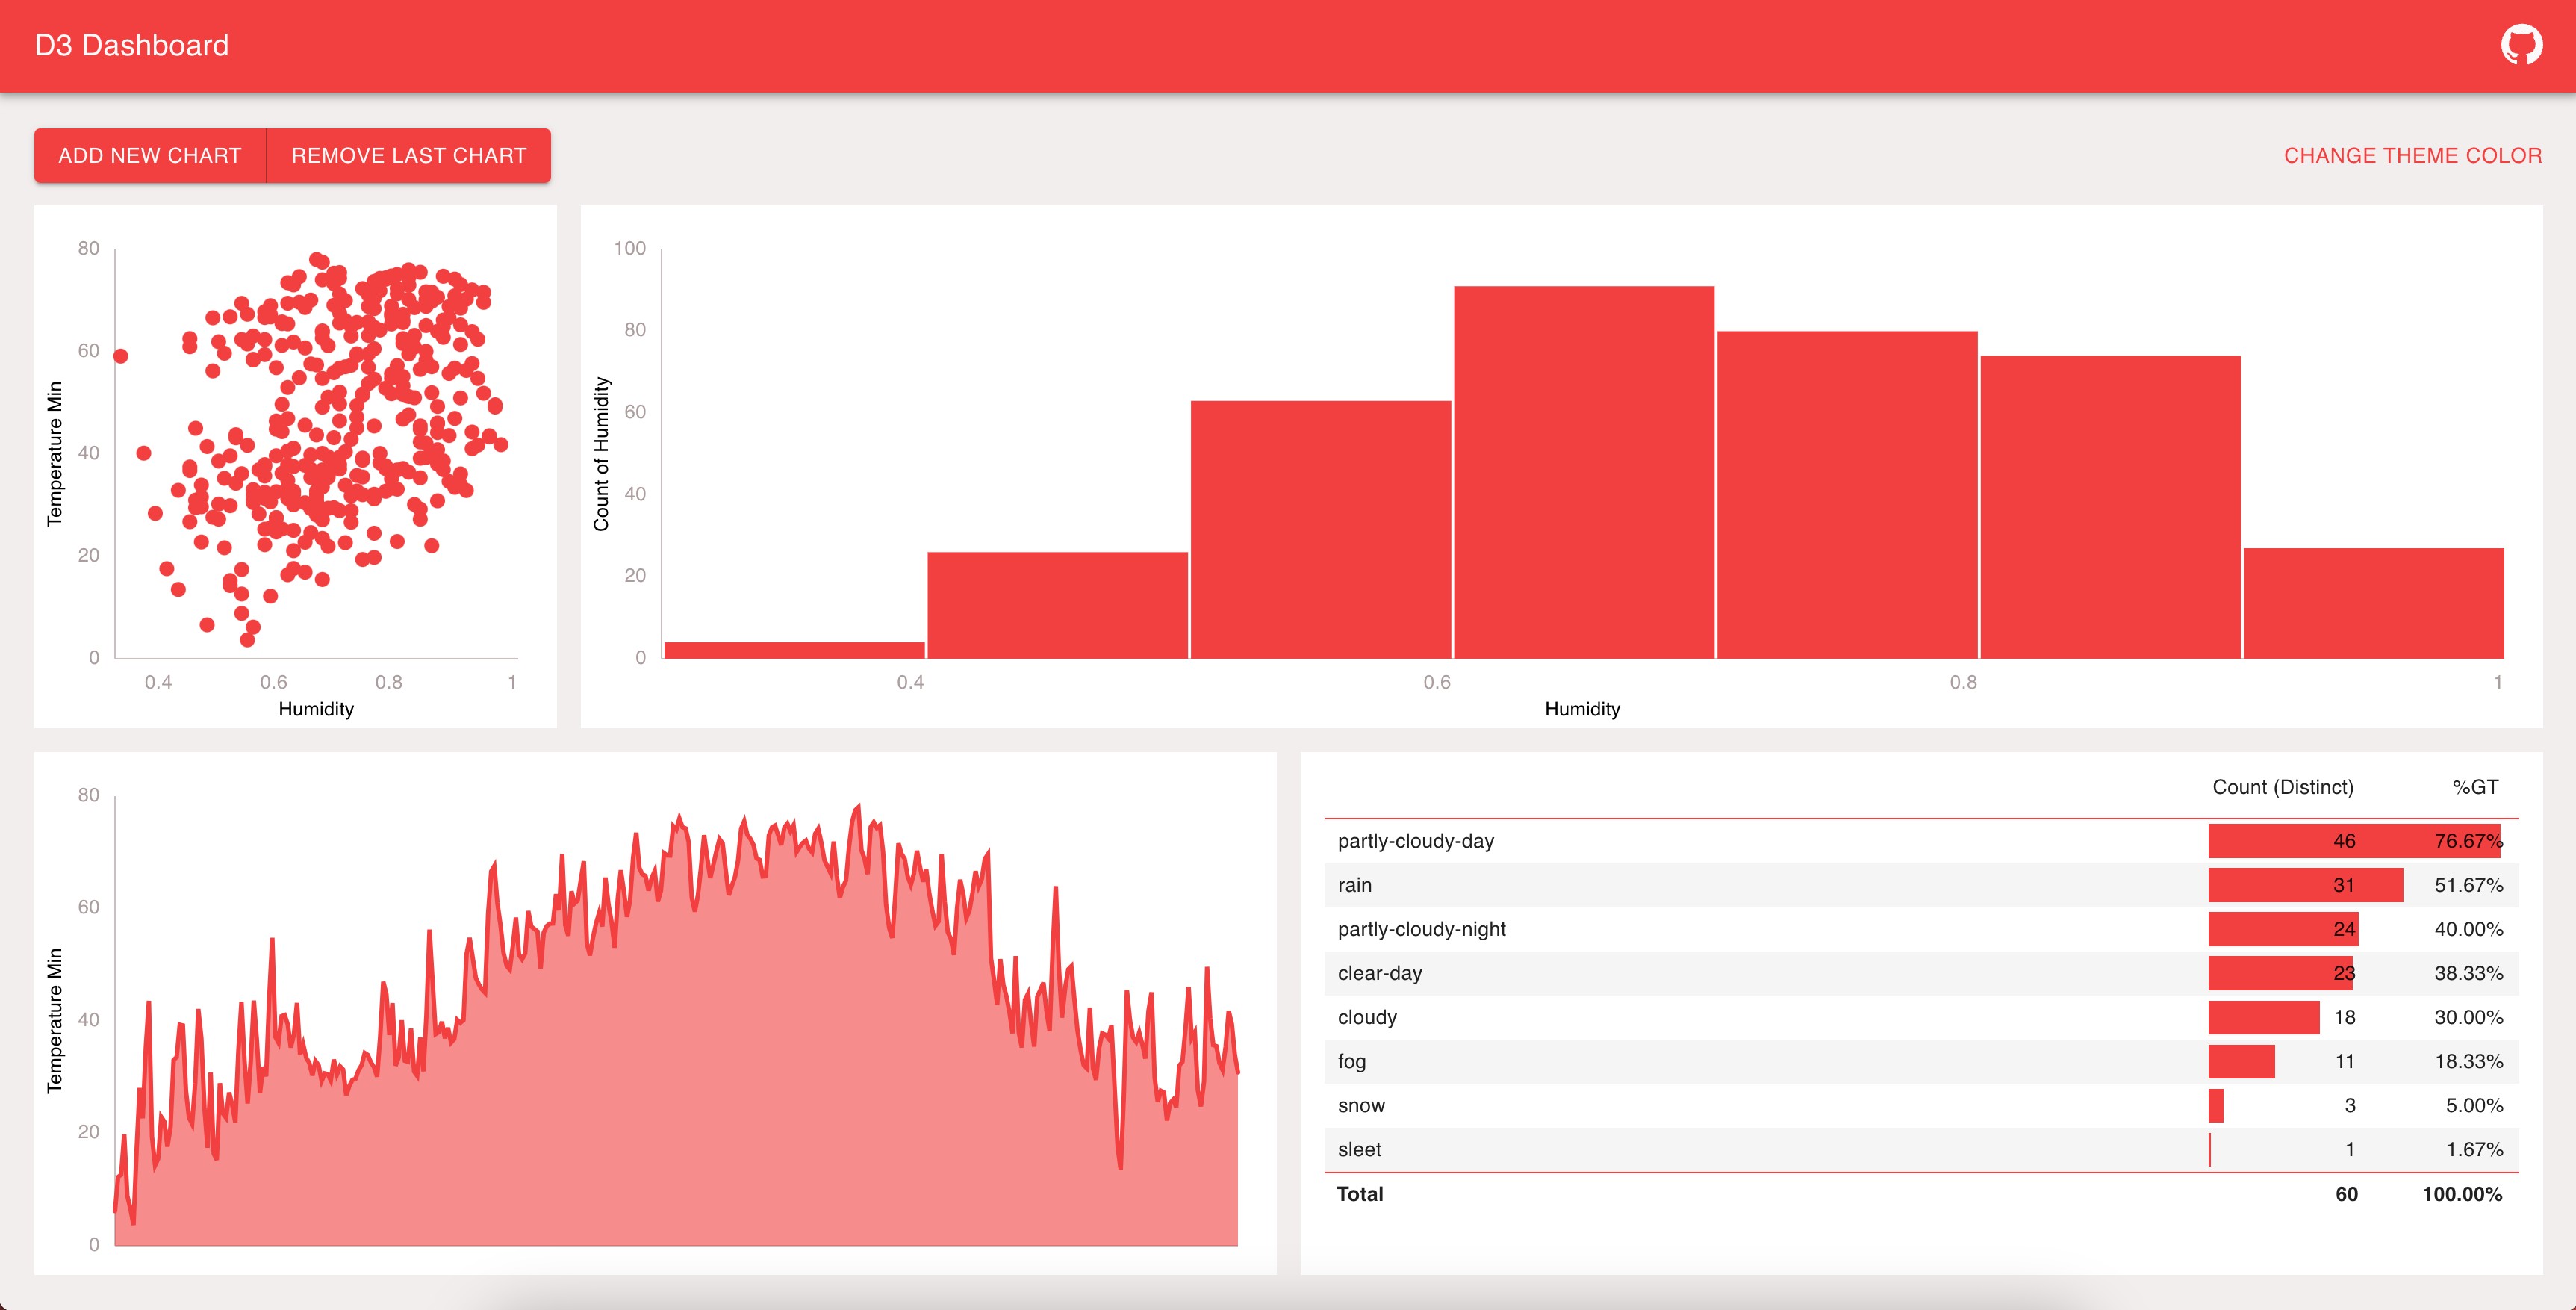 D3 Dashboard
ADD NEW CHART REMOVE LAST CHART CHANGE THEME COLOR
80
60
40
20
0
Temperature Min
0.4 0.6 0.8 1
Humidity
100
80
60
40
20
0
Count of Humidity
0.4 0.6 0.8 1
Humidity
80
60
40
20
0
Temperature Min
Count (Distinct) %GT
partly-cloudy-day 46 76.67%
rain 31 51.67%
partly-cloudy-night 24 40.00%
clear-day 23 38.33%
cloudy 18 30.00%
fog 11 18.33%
snow 3 5.00%
sleet 1 1.67%
Total 60 100.00%